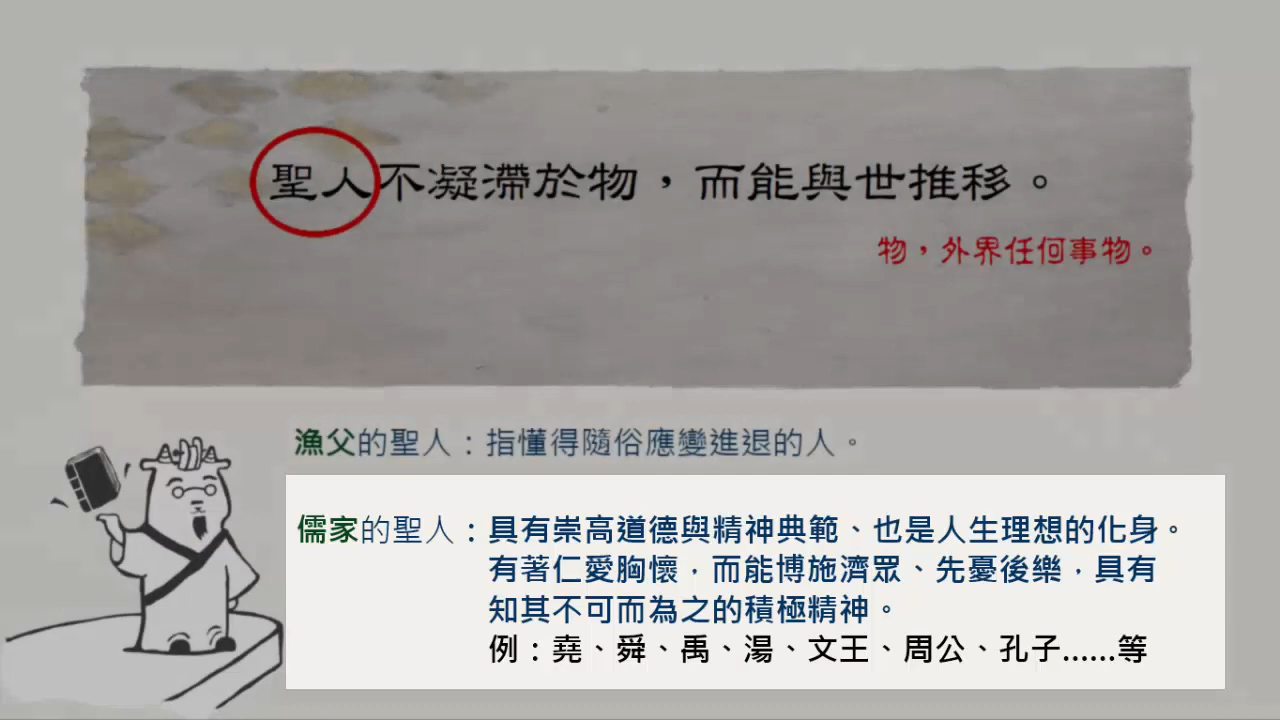 聖人不凝滯於物，而能與世推移。
物，外界任何事物。
漁父的聖人：指懂得隨俗應變進退的人。
儒家的聖人：具有崇高道德與精神典範、也是人生理想的化身。
有著仁愛胸懷，而能博施濟眾、先憂後樂，具有
知其不可而為之的積極精神。
例：堯、舜、禹、湯、文王、周公、孔子......等